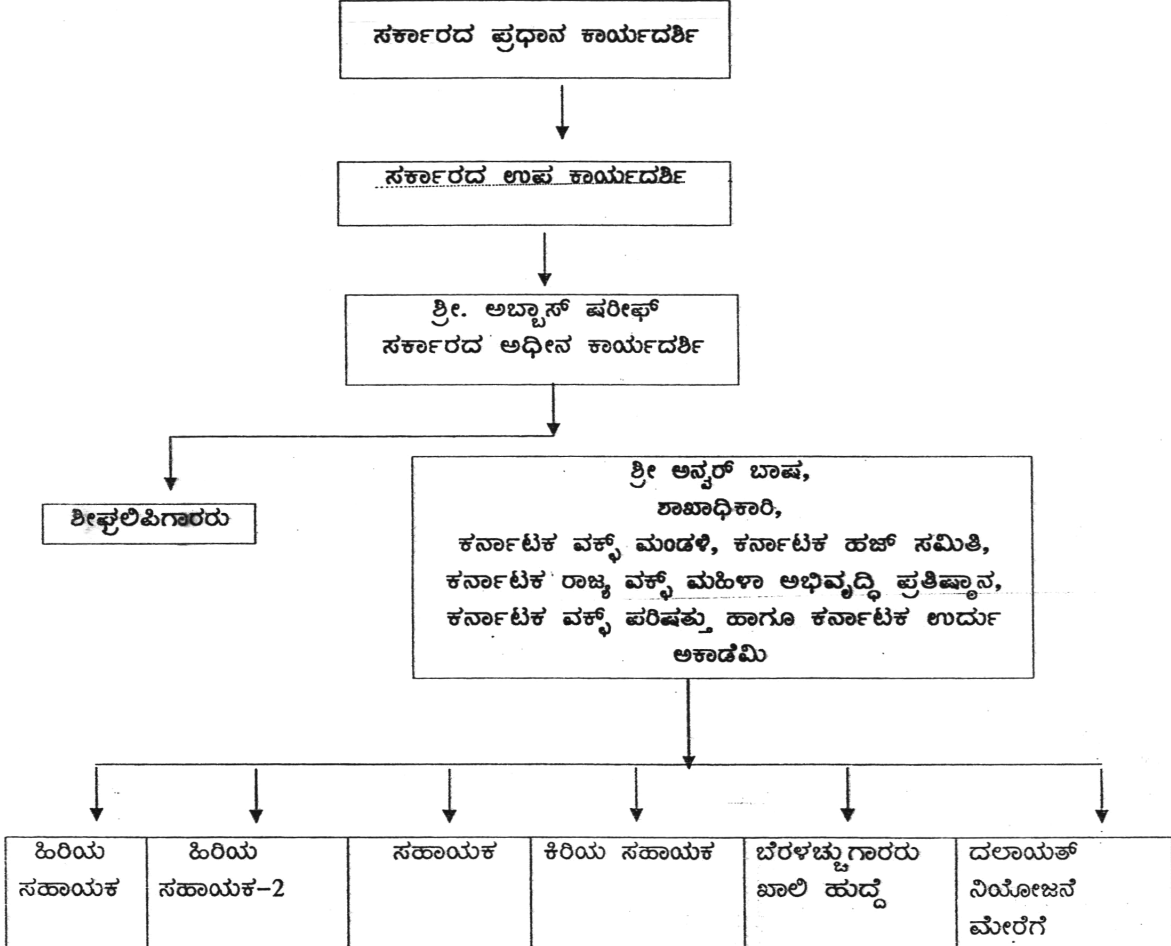 ಸರ್ಕಾರದ ಪ್ರಧಾನ ಕಾರ್ಯದರ್ಶಿ
ಸರ್ಕಾರದ ಉಪ ಕಾರ್ಯದರ್ಶಿ
ಶ್ರೀ. ಅಬ್ಬಾಸ್ ಷರೀಫ್
ಸರ್ಕಾರದ ಅಧೀನ ಕಾರ್ಯದರ್ಶಿ
ಶೀಘ್ರಲಿಪಿಗಾರರು
ಶ್ರೀ ಅನ್ವರ್ ಬಾಷ,
ಶಾಖಾಧಿಕಾರಿ,
ಕರ್ನಾಟಕ ವಕ್ಫ್ ಮಂಡಳಿ, ಕರ್ನಾಟಕ ಹಜ್ ಸಮಿತಿ,
ಕರ್ನಾಟಕ ರಾಜ್ಯ ವಕ್ಫ್ ಮಹಿಳಾ ಅಭಿವೃದ್ಧಿ ಪ್ರತಿಷ್ಠಾನ,
ಕರ್ನಾಟಕ ವಕ್ಫ್ ಪರಿಷತ್ತು ಹಾಗೂ ಕರ್ನಾಟಕ ಉರ್ದು
ಅಕಾಡೆಮಿ
ಹಿರಿಯ
ಸಹಾಯಕ
ಹಿರಿಯ
ಸಹಾಯಕ-2
ಸಹಾಯಕ
ಕಿರಿಯ ಸಹಾಯಕ
ಬೆರಳಚ್ಚುಗಾರರು
ಖಾಲಿ ಹುದ್ದೆ
ದಲಾಯತ್
ನಿಯೋಜನೆ
ಮೇರೆಗೆ